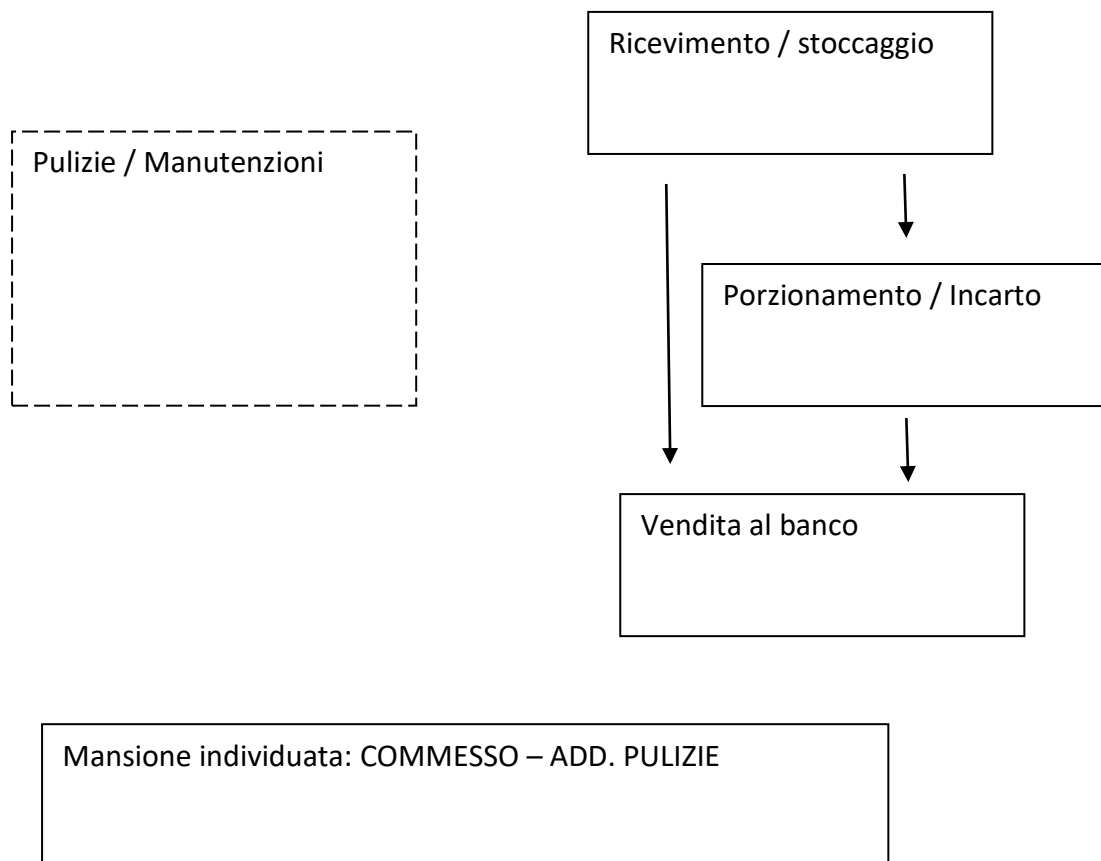 Ricevimento / stoccaggio
Pulizie / Manutenzioni
Porzionamento / Incarto
Vendita al banco
Mansione individuata: COMMESSO – ADD. PULIZIE